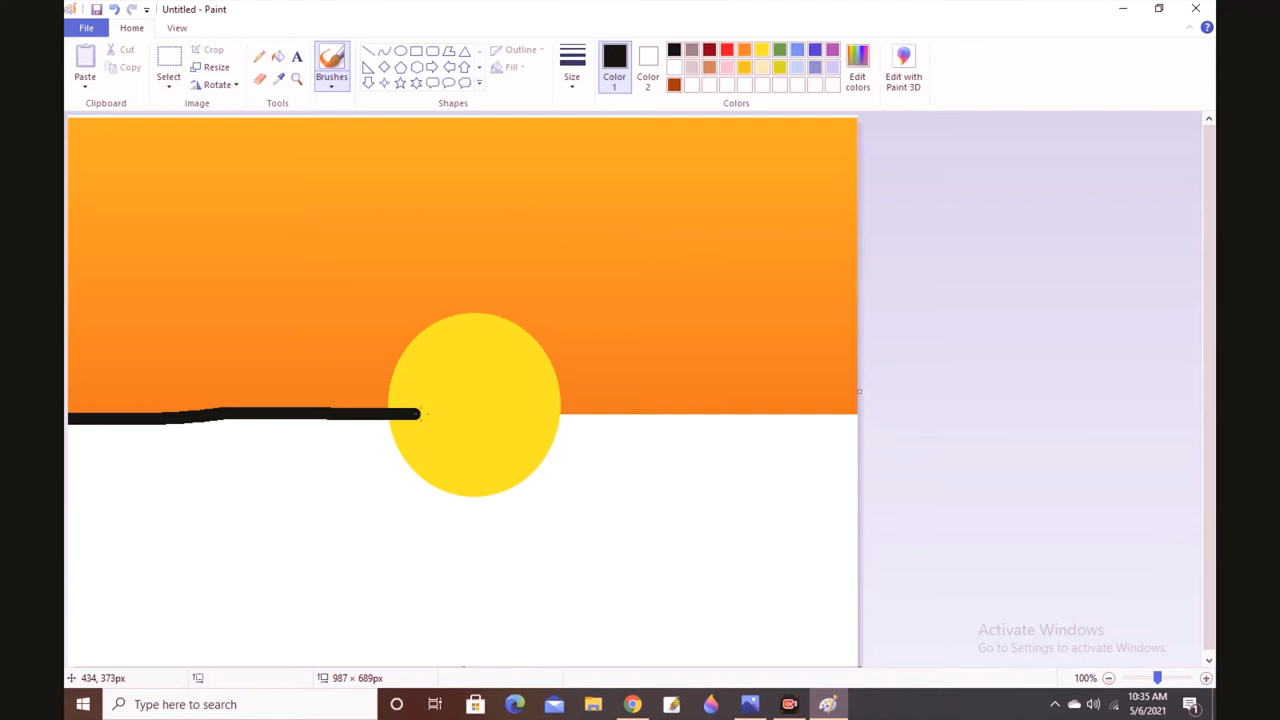 Untitled - Paint
File Home View
Paste
Cut
Copy
Clipboard
Select
Crop
Resize
Rotate
Image
A
Tools
Brushes
Shapes
Outline
Fill
Size
Color 1
Color 2
Colors
Edit colors
Edit with Paint 3D
Activate Windows
Go to Settings to activate Windows.
434, 373px
987 × 689px
100%
Type here to search
10:35 AM
5/6/2021
1